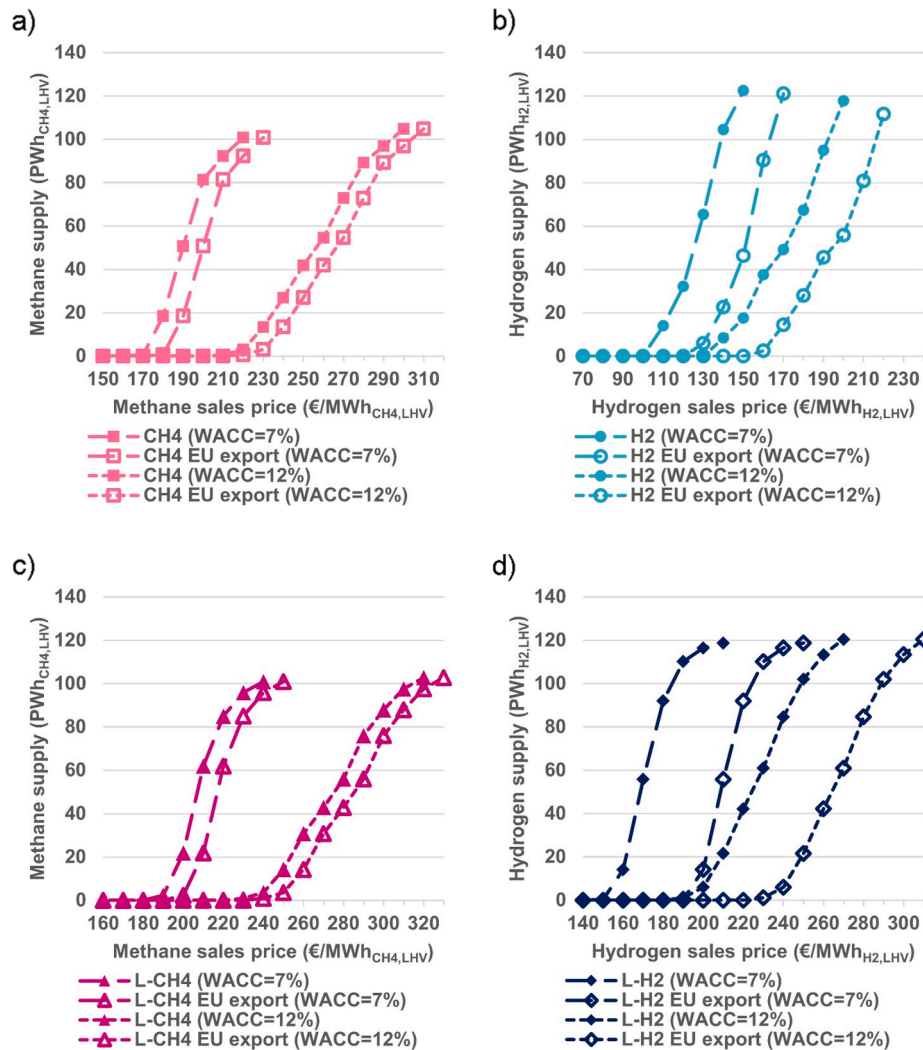 a)
140
120
100
80
60
40
20
0
Methane supply (PWhCH4,LHV)
150 170 190 210 230 250 270 290 310
Methane sales price (€/MWhCH4,LHV)
CH4 (WACC=7%)
CH4 EU export (WACC=7%)
CH4 (WACC=12%)
CH4 EU export (WACC=12%)
b)
140
120
100
80
60
40
20
0
Hydrogen supply (PWhH2,LHV)
70 90 110 130 150 170 190 210 230
Hydrogen sales price (€/MWhH2,LHV)
H2 (WACC=7%)
H2 EU export (WACC=7%)
H2 (WACC=12%)
H2 EU export (WACC=12%)
c)
140
120
100
80
60
40
20
0
Methane supply (PWhCH4,LHV)
160 180 200 220 240 260 280 300 320
Methane sales price (€/MWhCH4,LHV)
L-CH4 (WACC=7%)
L-CH4 EU export (WACC=7%)
L-CH4 (WACC=12%)
L-CH4 EU export (WACC=12%)
d)
140
120
100
80
60
40
20
0
Hydrogen supply (PWhH2,LHV)
140 160 180 200 220 240 260 280 300
Hydrogen sales price (€/MWhH2,LHV)
L-H2 (WACC=7%)
L-H2 EU export (WACC=7%)
L-H2 (WACC=12%)
L-H2 EU export (WACC=12%)